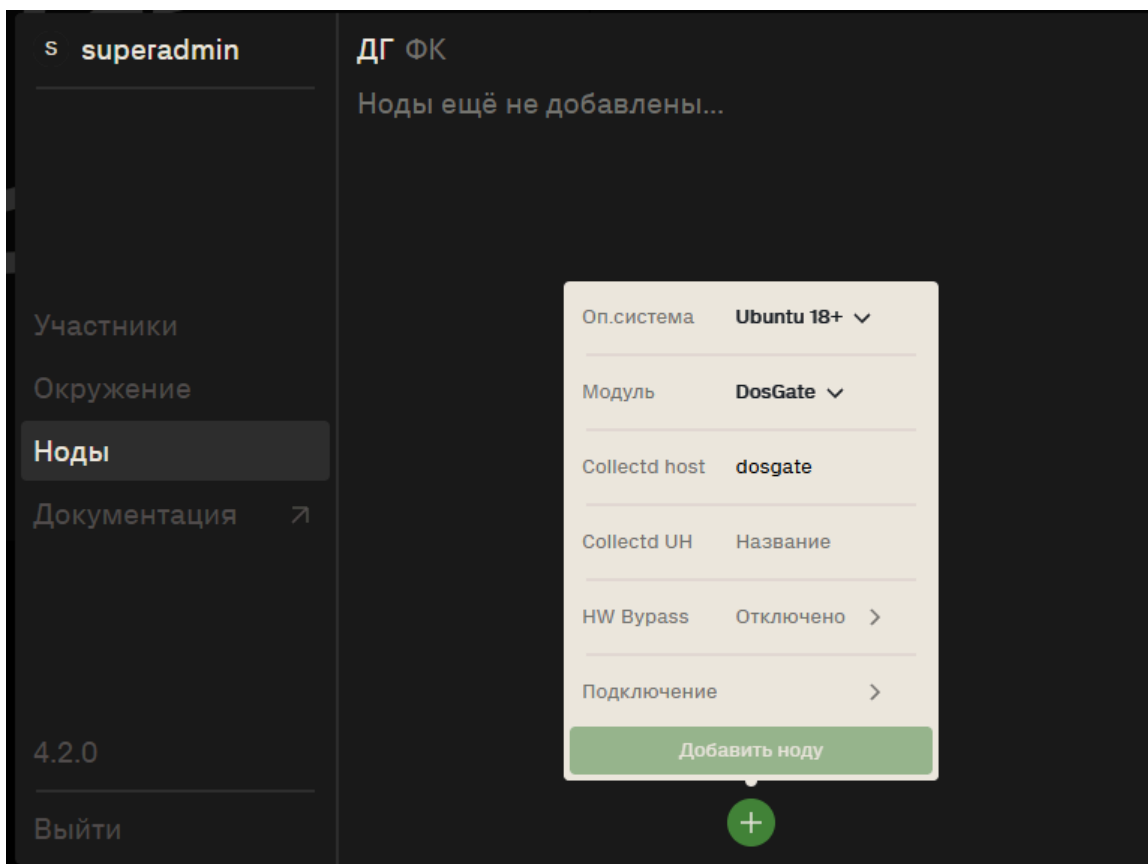 S superadmin
Участники
Окружение
Ноды
Документация
4.2.0
Выйти
ДГ ФК
Ноды ещё не добавлены...
Оп.система Ubuntu 18+
Модуль DosGate
Collectd host dosgate
Collectd UH Название
HW Bypass Отключено
Подключение
Добавить ноду